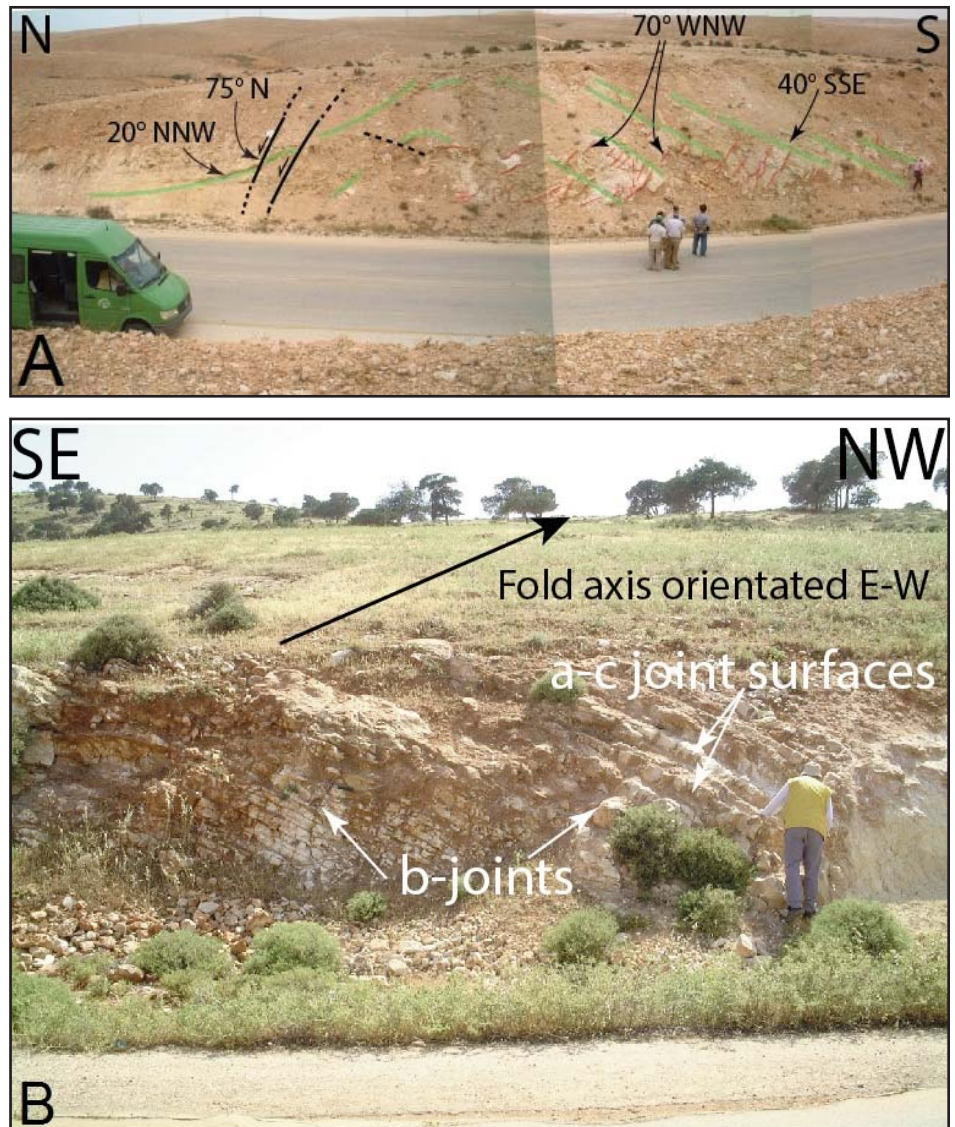 N
S
70° WNW
75° N
40° SSE
20° NNW
A
SE
NW
Fold axis orientated E-W
a-c joint surfaces
b-joints
B